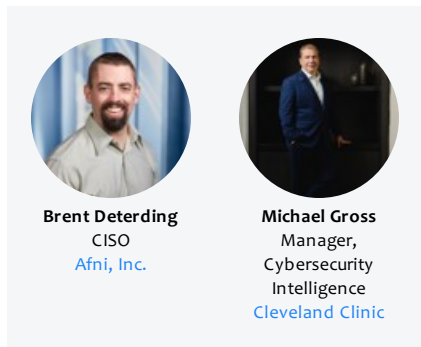 Brent Deterding
CISO
Afni, Inc.
Michael Gross
Manager,
Cybersecurity
Intelligence
Cleveland Clinic